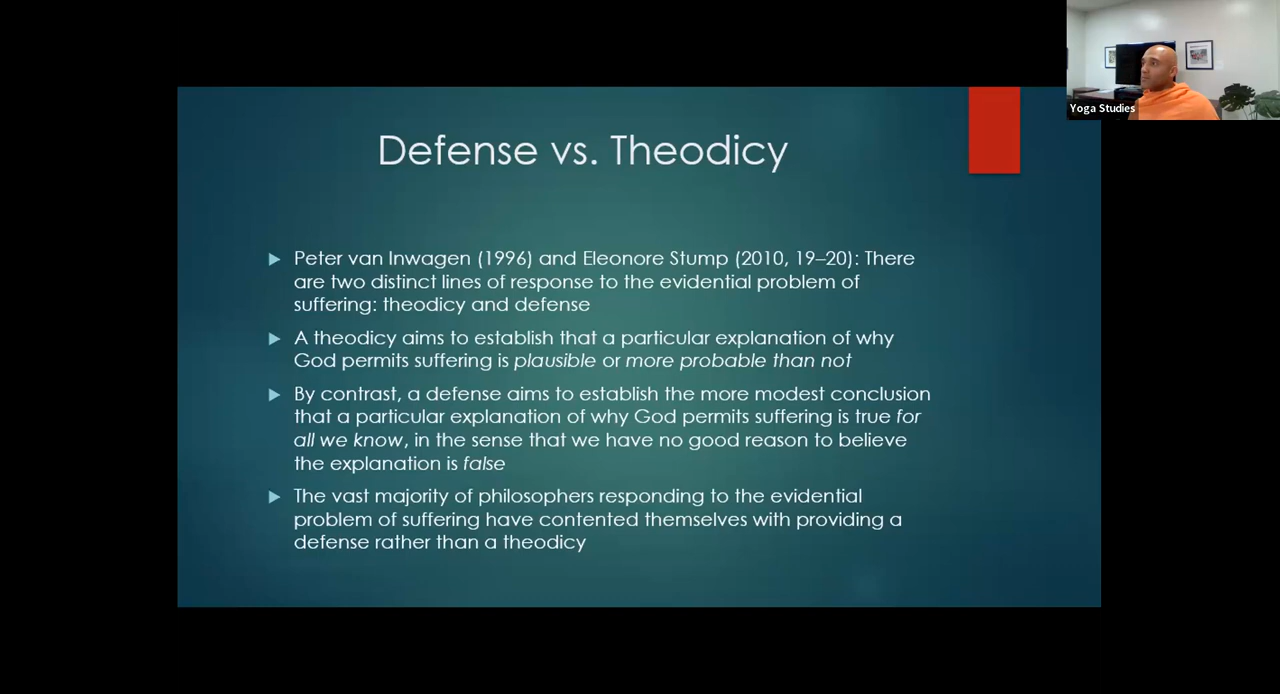 Yoga Studies
Defense vs. Theodicy
Peter van Inwagen (1996) and Eleonore Stump (2010, 19–20): There
are two distinct lines of response to the evidential problem of
suffering: theodicy and defense
A theodicy aims to establish that a particular explanation of why
God permits suffering is plausible or more probable than not
By contrast, a defense aims to establish the more modest conclusion
that a particular explanation of why God permits suffering is true for
all we know, in the sense that we have no good reason to believe
the explanation is false
The vast majority of philosophers responding to the evidential
problem of suffering have contented themselves with providing a
defense rather than a theodicy